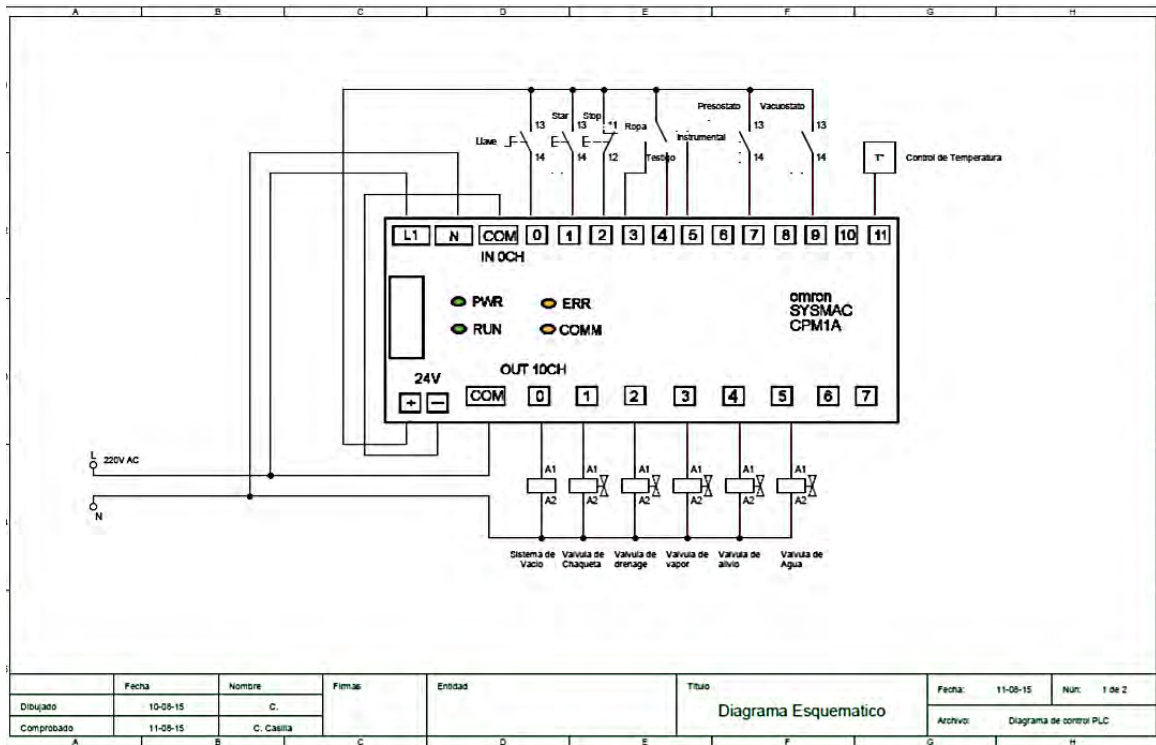 A B C D E F G H
Presostato Vacuostato
Star Stop
13 13 11 Ropa 13 13
Llave Instrumental
14 14 12 Testigo 14 14
T° Control de Temperatura
L1 N COM 0 1 2 3 4 5 6 7 8 9 10 11
IN 0CH
PWR ERR
RUN COMM
omron
SYSMAC
CPM1A
OUT 10CH
24V
+ − COM 0 1 2 3 4 5 6 7
L
220V AC
N
A1 A1 A1 A1 A1 A1
A2 A2 A2 A2 A2 A2
Sistema de Vacio
Valvula de Chaqueta
Valvula de drenage
Valvula de vapor
Valvula de alivio
Valvula de Agua
Fecha Nombre Firmas Entidad Titulo
Dibujado 10-08-15 C.
Comprobado 11-08-15 C. Casilla
Diagrama Esquematico
Fecha: 11-08-15 Nún: 1 de 2
Archivo: Diagrama de control PLC
A B C D E F G H